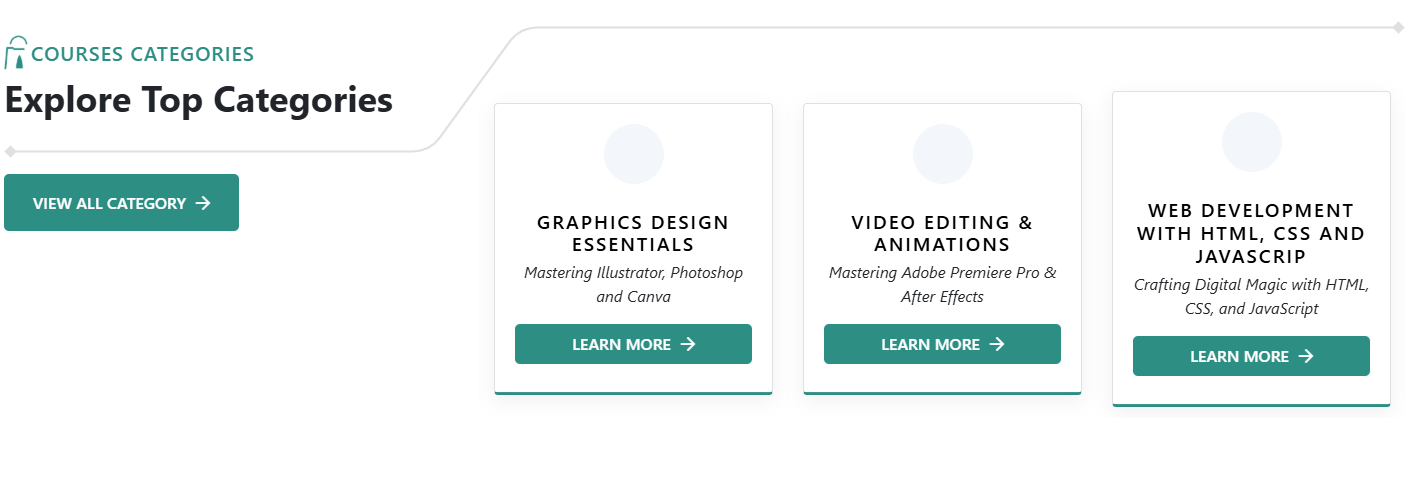 COURSES CATEGORIES
Explore Top Categories
VIEW ALL CATEGORY
GRAPHICS DESIGN
ESSENTIALS
Mastering Illustrator, Photoshop
and Canva
LEARN MORE
VIDEO EDITING &
ANIMATIONS
Mastering Adobe Premiere Pro &
After Effects
LEARN MORE
WEB DEVELOPMENT
WITH HTML, CSS AND
JAVASCRIP
Crafting Digital Magic with HTML,
CSS, and JavaScript
LEARN MORE